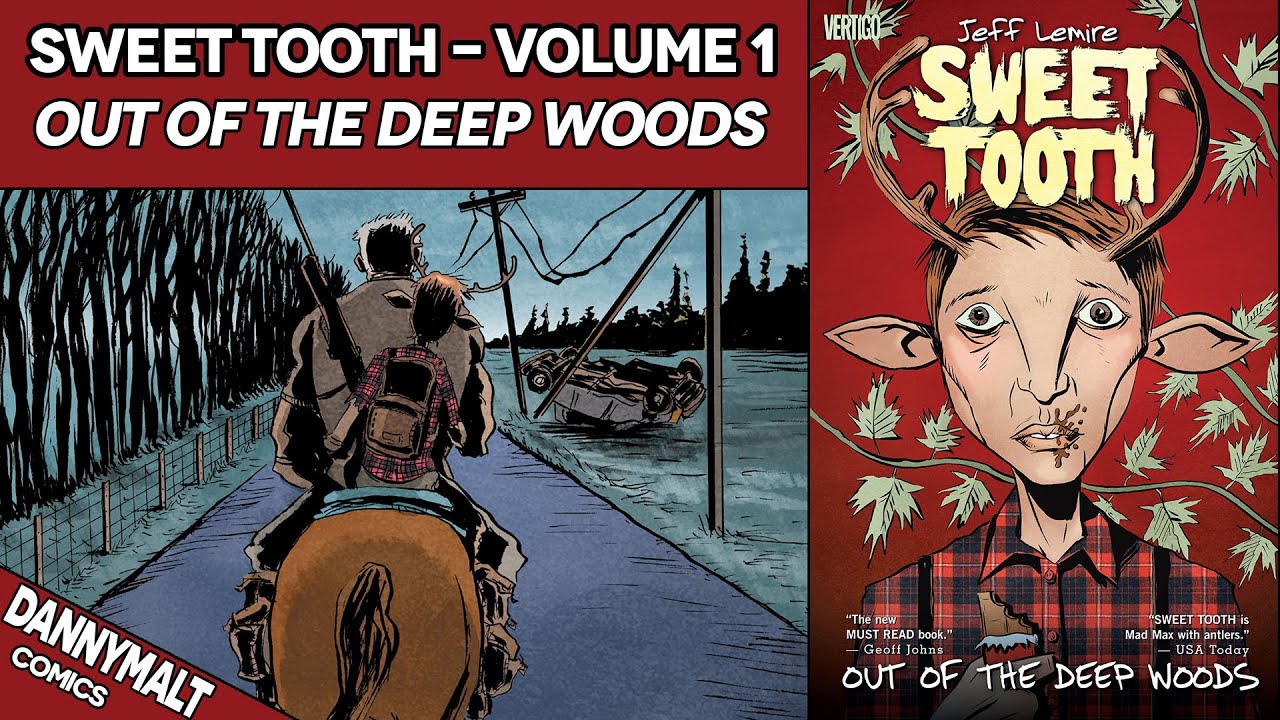 SWEET TOOTH – VOLUME 1
OUT OF THE DEEP WOODS
DANNYMALT
COMICS
VERTIGO
Jeff Lemire
SWEET
TOOTH
“The new
MUST READ book.”
— Geoff Johns
“SWEET TOOTH is
Mad Max with antlers.”
— USA Today
OUT OF THE DEEP WOODS